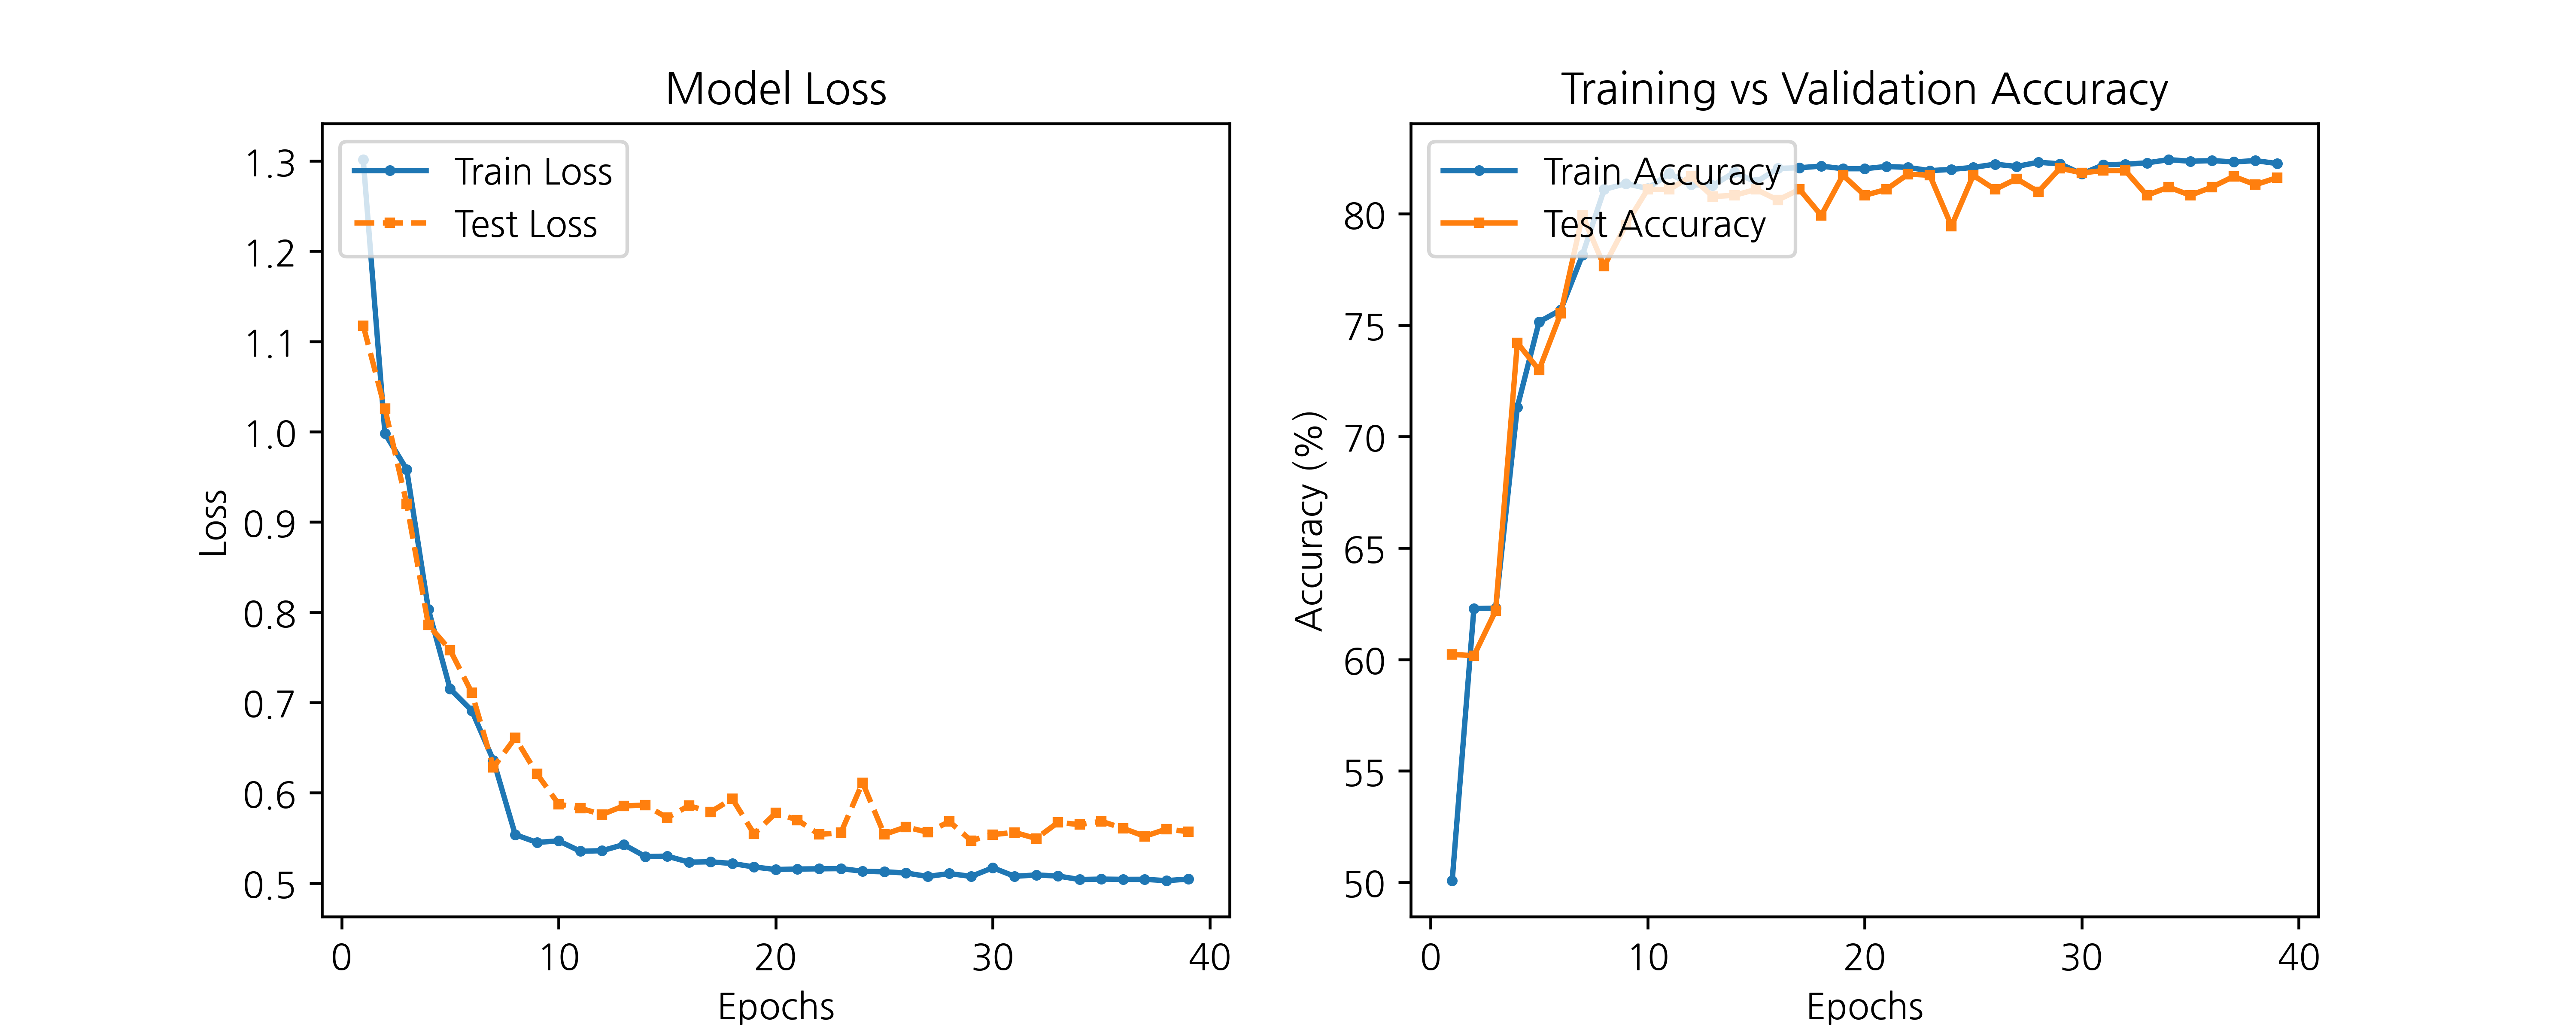 Model Loss
Train Loss
Test Loss
1.3
1.2
1.1
1.0
0.9
0.8
0.7
0.6
0.5
Loss
0 10 20 30 40
Epochs
Training vs Validation Accuracy
Train Accuracy
Test Accuracy
80
75
70
65
60
55
50
Accuracy (%)
0 10 20 30 40
Epochs